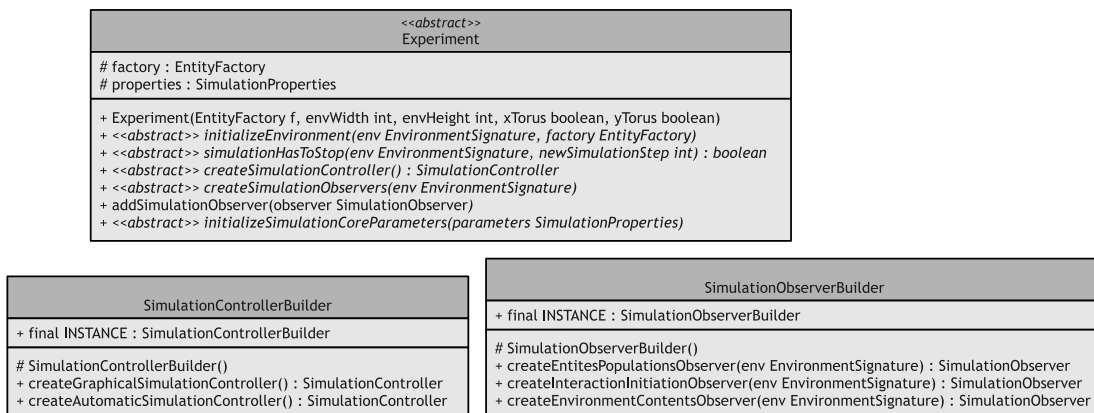 <<abstract>>
Experiment
# factory : EntityFactory
# properties : SimulationProperties
+ Experiment(EntityFactory f, envWidth int, envHeight int, xTorus boolean, yTorus boolean)
+ <<abstract>> initializeEnvironment(env EnvironmentSignature, factory EntityFactory)
+ <<abstract>> simulationHasToStop(env EnvironmentSignature, newSimulationStep int) : boolean
+ <<abstract>> createSimulationController() : SimulationController
+ <<abstract>> createSimulationObservers(env EnvironmentSignature)
+ addSimulationObserver(observer SimulationObserver)
+ <<abstract>> initializeSimulationCoreParameters(parameters SimulationProperties)
SimulationControllerBuilder
+ final INSTANCE : SimulationControllerBuilder
# SimulationControllerBuilder()
+ createGraphicalSimulationController() : SimulationController
+ createAutomaticSimulationController() : SimulationController
SimulationObserverBuilder
+ final INSTANCE : SimulationObserverBuilder
# SimulationObserverBuilder()
+ createEntitesPopulationsObserver(env EnvironmentSignature) : SimulationObserver
+ createInteractionInitiationObserver(env EnvironmentSignature) : SimulationObserver
+ createEnvironmentContentsObserver(env EnvironmentSignature) : SimulationObserver